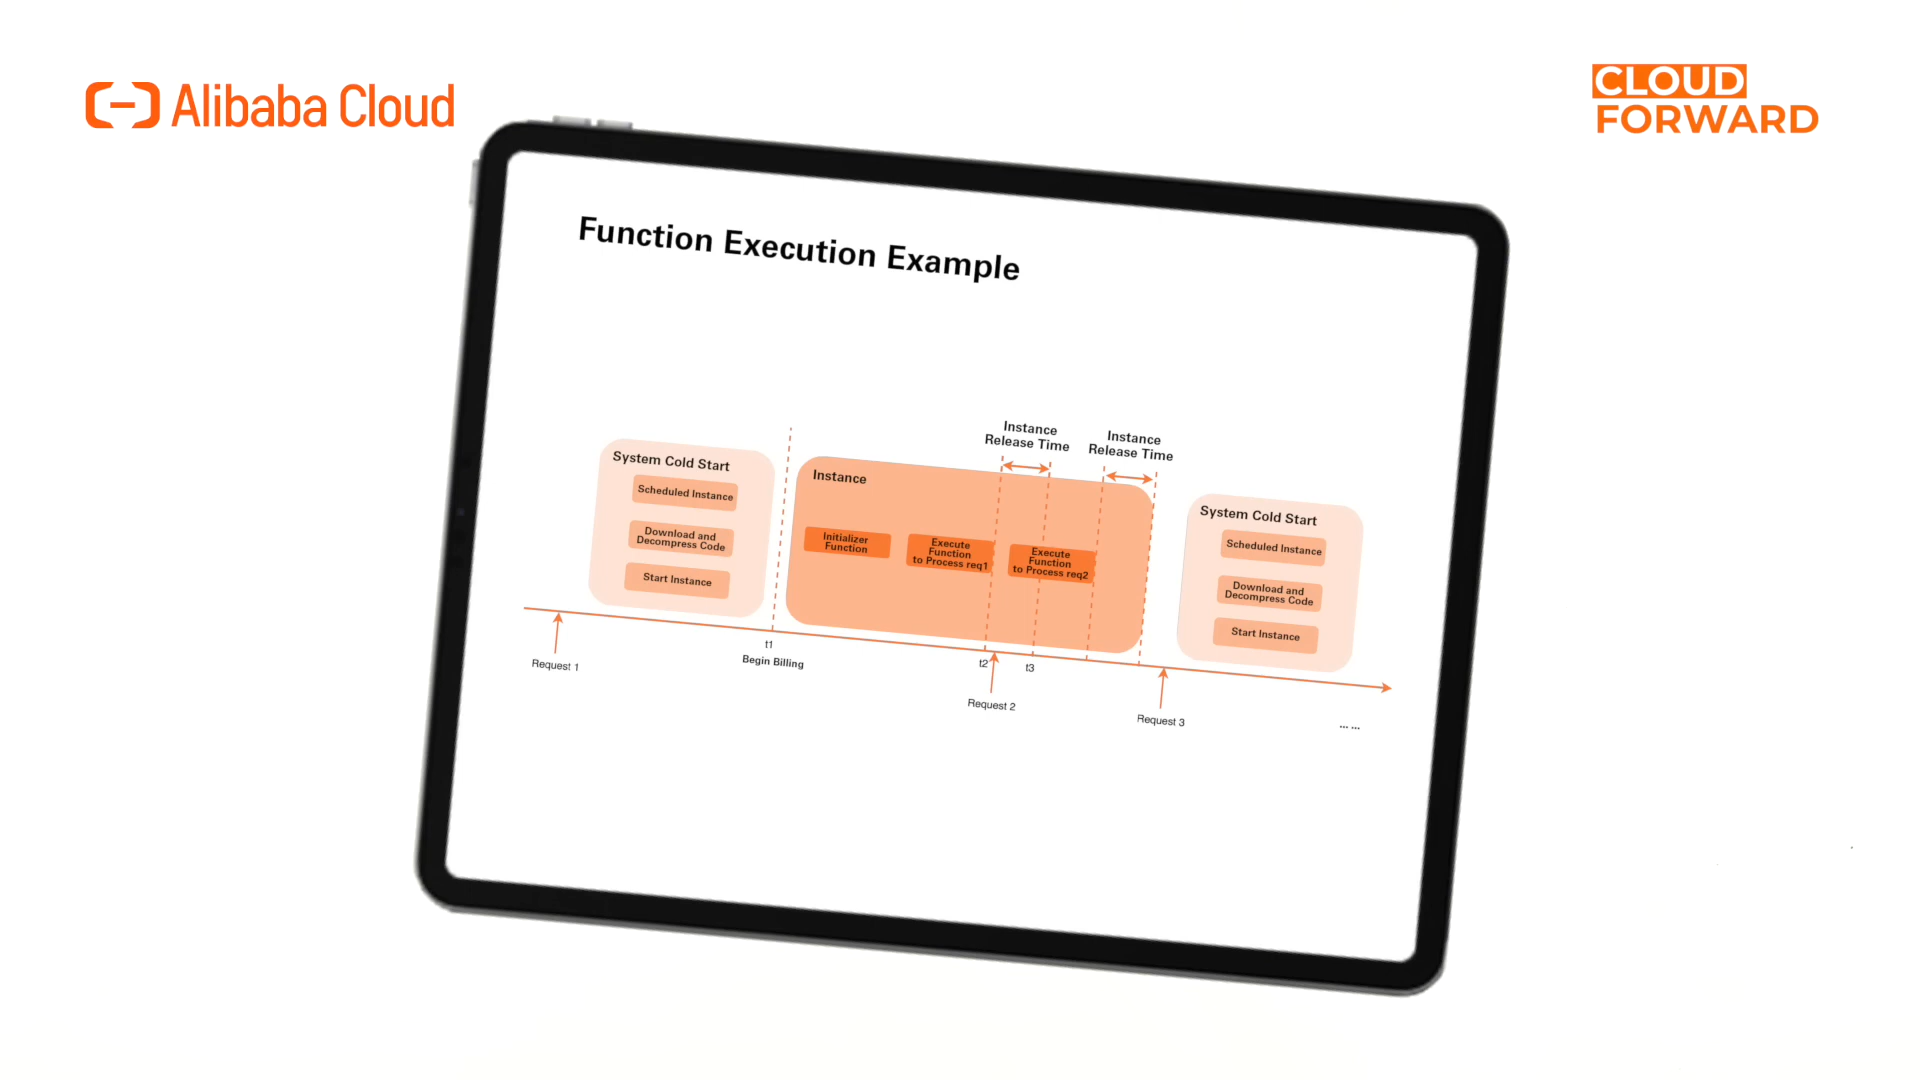 Alibaba Cloud
CLOUD
FORWARD
Function Execution Example
System Cold Start
Scheduled Instance
Download and
Decompress Code
Start Instance
Instance
Initializer
Function
Execute
Function
to Process req1
Execute
Function
to Process req2
Instance
Release Time
Instance
Release Time
System Cold Start
Scheduled Instance
Download and
Decompress Code
Start Instance
Request 1
t1
Begin Billing
t2
t3
Request 2
Request 3
... ...